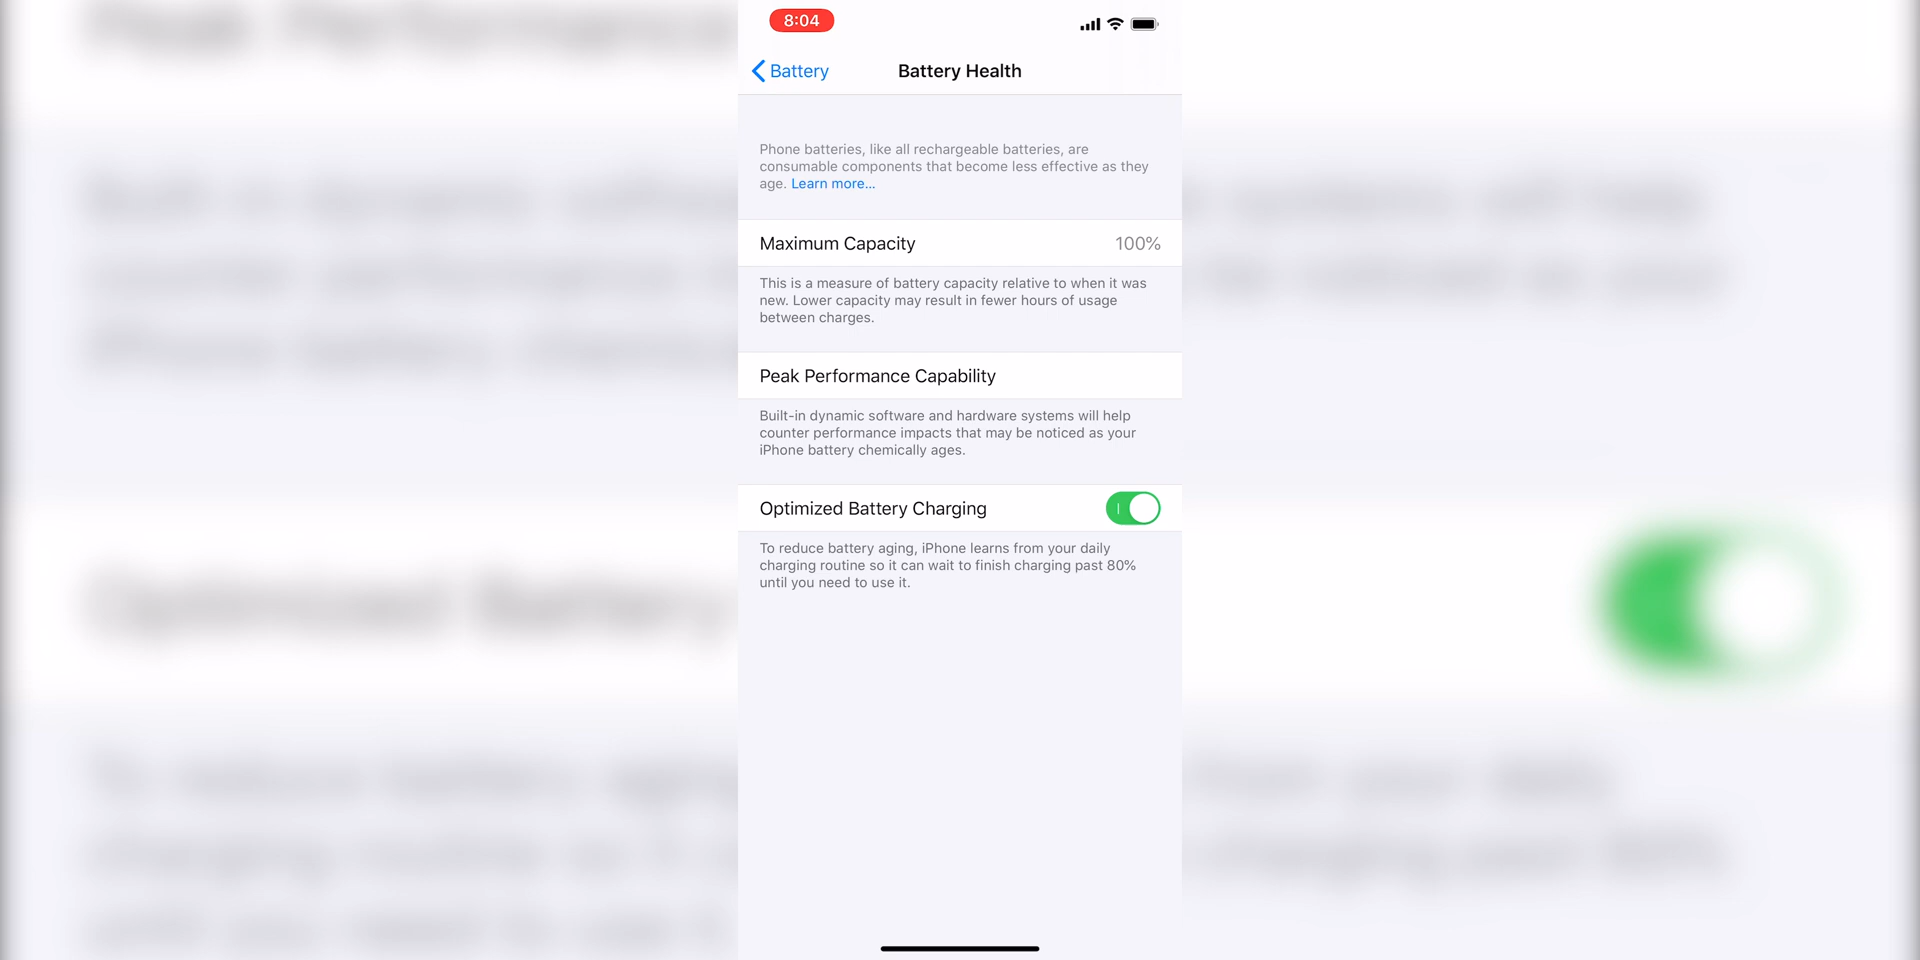 8:04
Battery
Battery Health
Phone batteries, like all rechargeable batteries, are
consumable components that become less effective as they
age. Learn more...
Maximum Capacity 100%
This is a measure of battery capacity relative to when it was
new. Lower capacity may result in fewer hours of usage
between charges.
Peak Performance Capability
Built-in dynamic software and hardware systems will help
counter performance impacts that may be noticed as your
iPhone battery chemically ages.
Optimized Battery Charging
To reduce battery aging, iPhone learns from your daily
charging routine so it can wait to finish charging past 80%
until you need to use it.